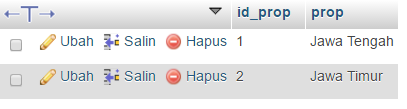 id_prop prop
Ubah Salin Hapus 1 Jawa Tengah
Ubah Salin Hapus 2 Jawa Timur